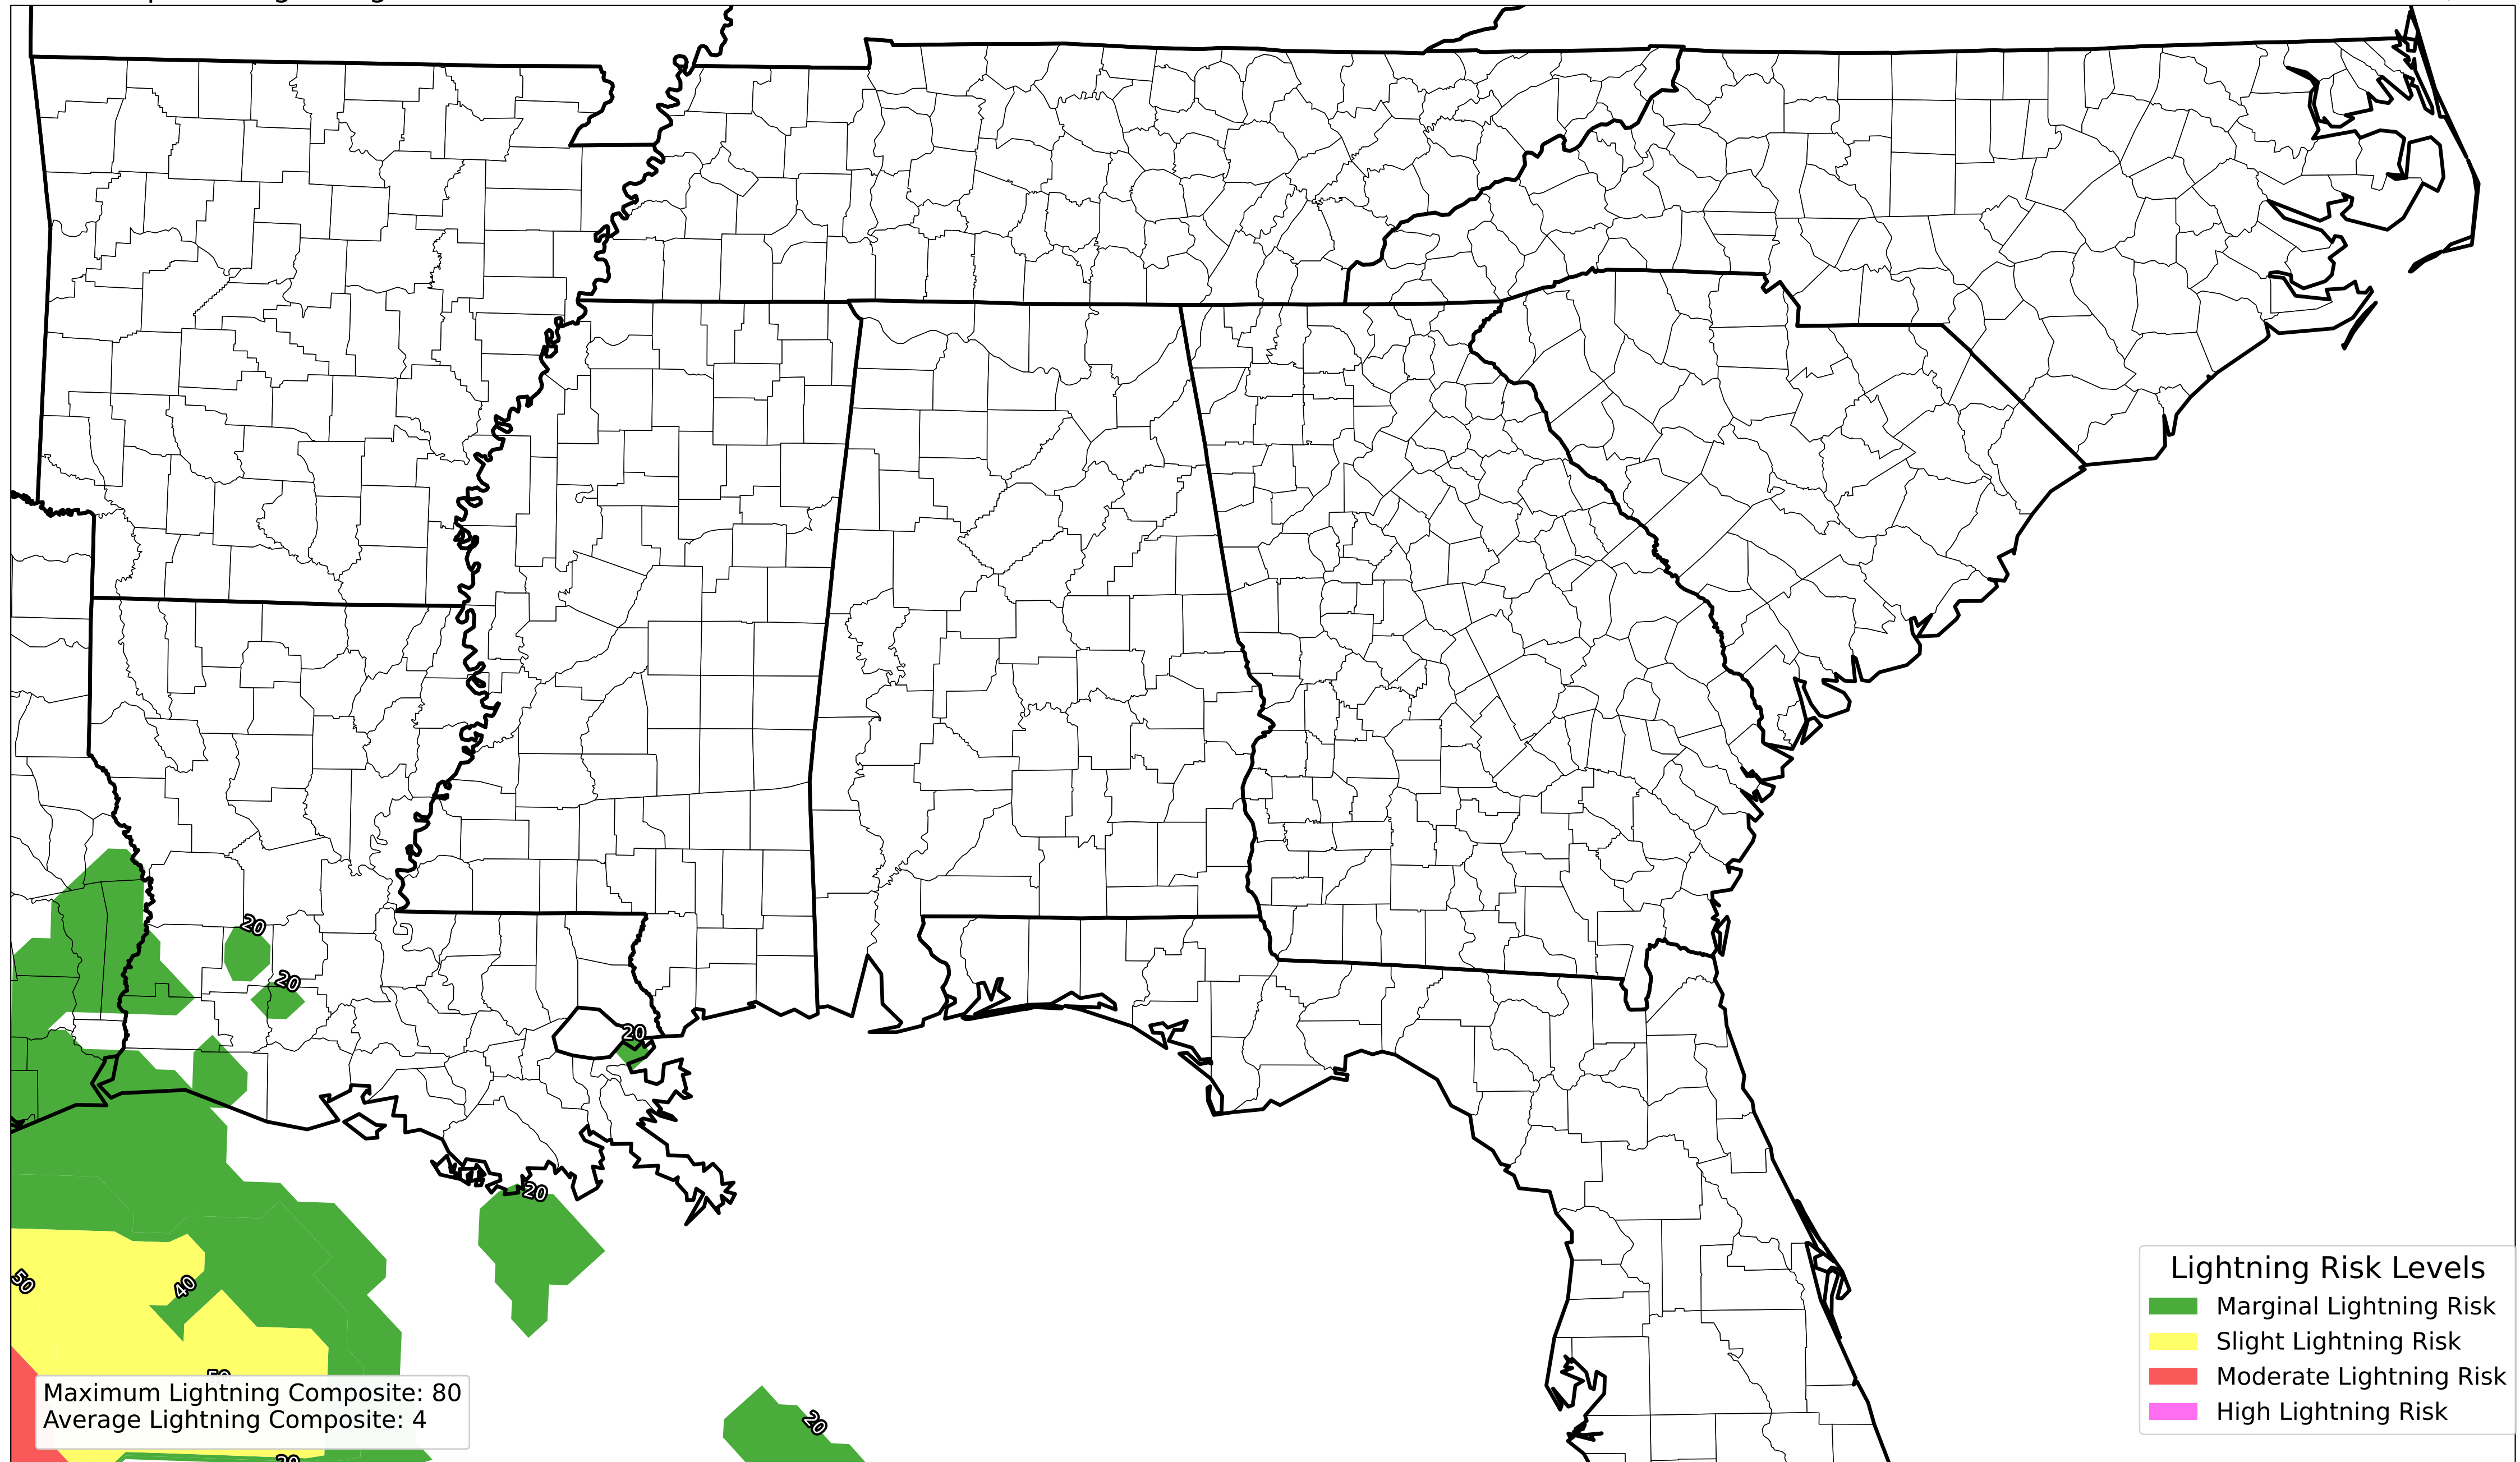 20
20
20
20
50
40
Lightning Risk Levels
Marginal Lightning Risk
Slight Lightning Risk
Moderate Lightning Risk
High Lightning Risk
Maximum Lightning Composite: 80
Average Lightning Composite: 4
20